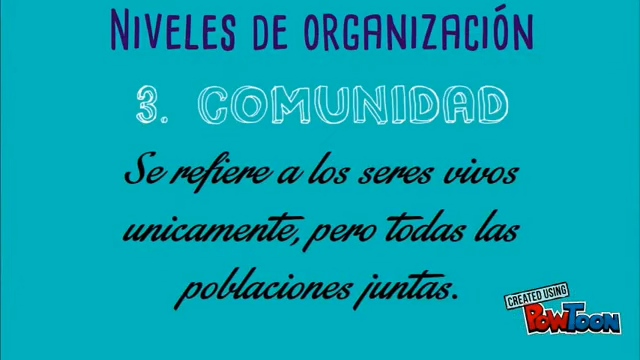 NIVELES DE ORGANIZACIÓN
3. COMUNIDAD
Se refiere a los seres vivos
unicamente, pero todas las
poblaciones juntas.
CREATED USING
POWTOON